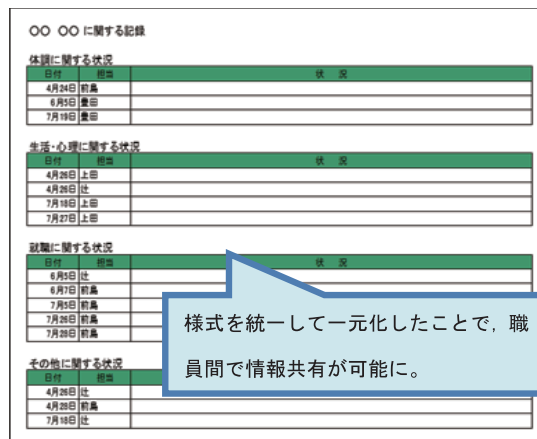 〇〇 〇〇 に関する記録
体調に関する状況
日付 担当 状 況
4月24日 前島
6月5日 豊田
7月19日 豊田
生活・心理に関する状況
日付 担当 状 況
4月26日 上田
4月26日 辻
7月18日 上田
7月27日 上田
就職に関する状況
日付 担当 状 況
6月5日 辻
6月7日 前島
7月5日 前島
7月26日 前島
7月28日 前島
様式を統一して一元化したことで，職
員間で情報共有が可能に。
その他に関する状況
日付 担当
4月26日 辻
4月28日 前島
7月18日 辻